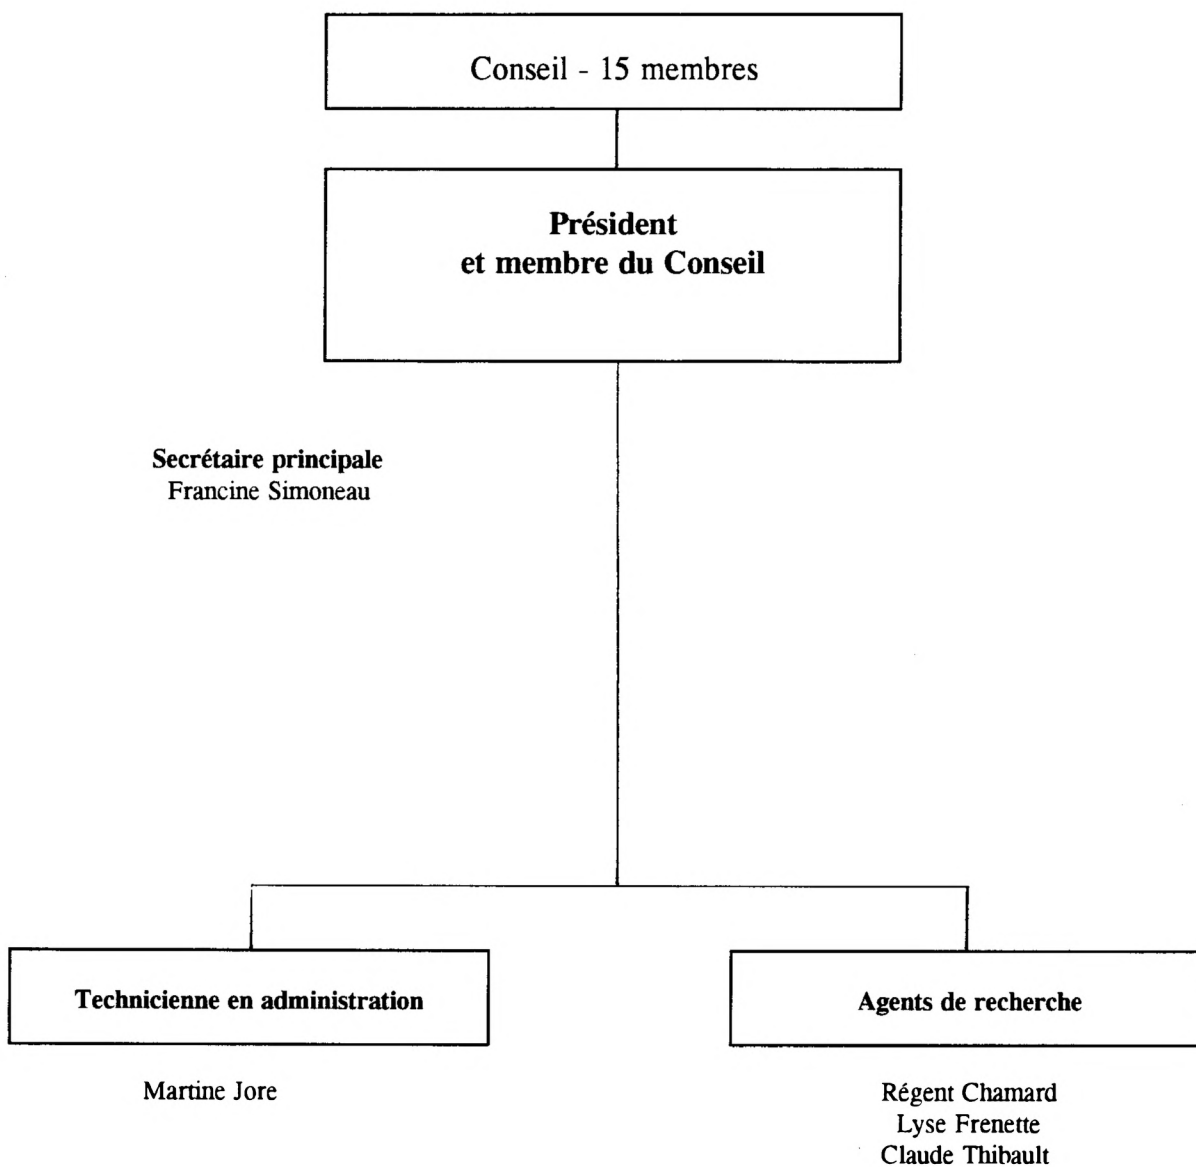 Conseil - 15 membres
Président
et membre du Conseil
Secrétaire principale
Francine Simoneau
Technicienne en administration
Martine Jore
Agents de recherche
Régent Chamard
Lyse Frenette
Claude Thibault